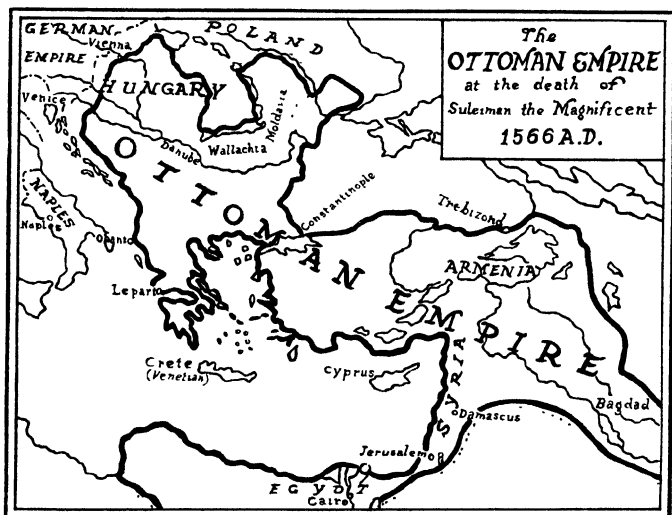 The
OTTOMAN EMPIRE
at the death of
Suleiman the Magnificent
1566 A.D.
GERMAN
EMPIRE
POLAND
Vienna
HUNGARY
Venice
Danube
Wallachia
Moldavia
OTTOMAN EMPIRE
NAPLES
Naples
Otranto
Constantinople
Trebizond
ARMENIA
Lepanto
Crete
(Venetian)
Cyprus
SYRIA
Damascus
Bagdad
Jerusalem
EGYPT
Cairo